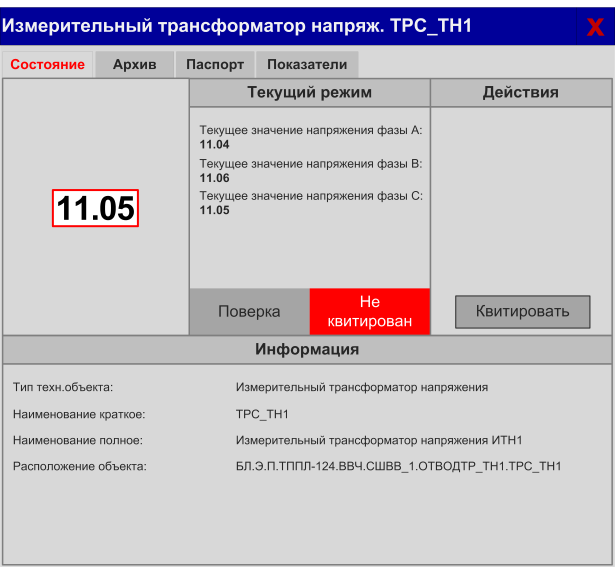 Измерительный трансформатор напряж. ТРС_ТН1 X
Состояние Архив Паспорт Показатели
Текущий режим
Действия
11.05
Текущее значение напряжения фазы А:
11.04
Текущее значение напряжения фазы В:
11.06
Текущее значение напряжения фазы С:
11.05
Поверка
Не
квитирован
Квитировать
Информация
Тип техн.объекта: Измерительный трансформатор напряжения
Наименование краткое: ТРС_ТН1
Наименование полное: Измерительный трансформатор напряжения ИТН1
Расположение объекта: БЛ.Э.П.ТППЛ-124.ВВЧ.СШВВ_1.ОТВОДТР_ТН1.ТРС_ТН1